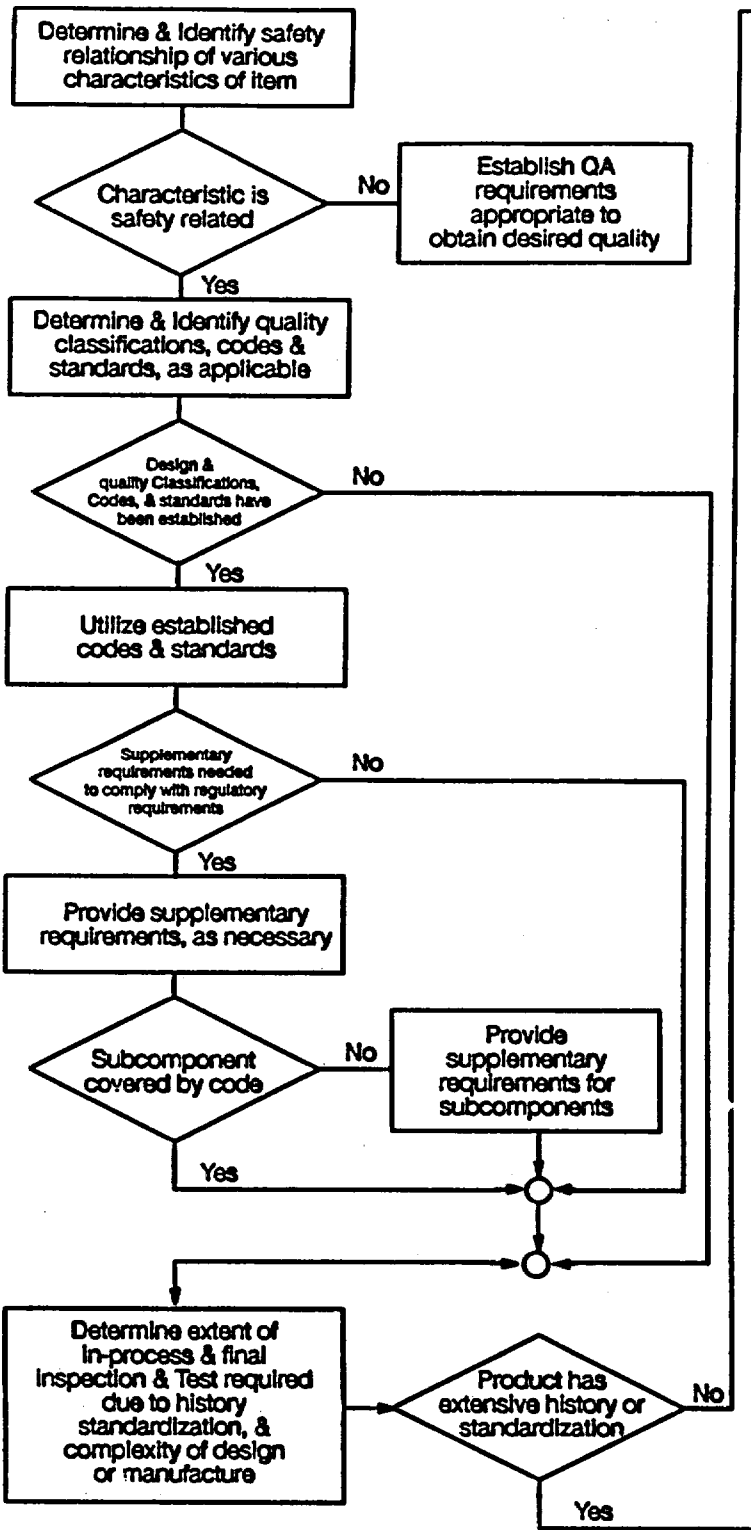 Determine & Identify safety
relationship of various
characteristics of item
Characteristic is
safety related
No
Establish QA
requirements
appropriate to
obtain desired quality
Yes
Determine & Identify quality
classifications, codes &
standards, as applicable
Design &
quality Classifications,
Codes, & standards have
been established
No
Yes
Utilize established
codes & standards
Supplementary
requirements needed
to comply with regulatory
requirements
No
Yes
Provide supplementary
requirements, as necessary
Subcomponent
covered by code
No
Provide
supplementary
requirements for
subcomponents
Yes
Determine extent of
in-process & final
inspection & Test required
due to history
standardization, &
complexity of design
or manufacture
Product has
extensive history or
standardization
No
Yes